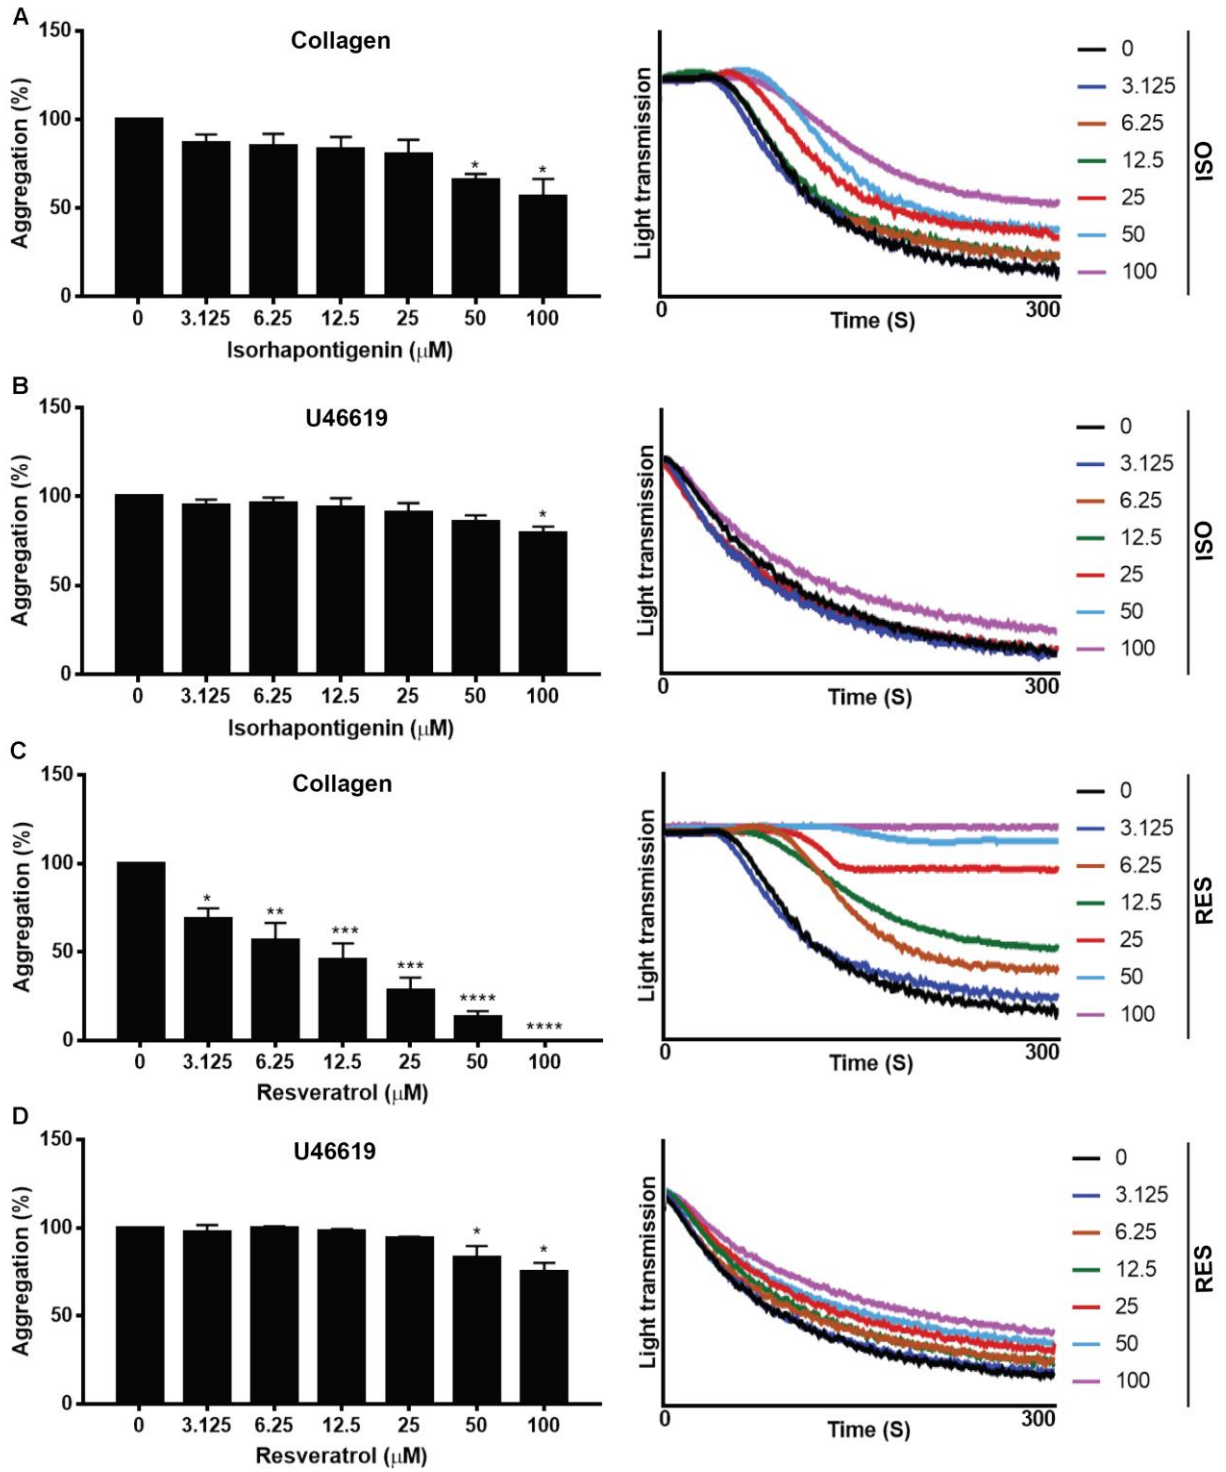 A
Collagen
Aggregation (%)
150
100
50
0
0 3.125 6.25 12.5 25 50 100
* *
Isorhapontigenin (μM)
Light transmission
0 300
Time (S)
0
3.125
6.25
12.5
25
50
100
ISO
B
U46619
Aggregation (%)
150
100
50
0
0 3.125 6.25 12.5 25 50 100
*
Isorhapontigenin (μM)
Light transmission
0 300
Time (S)
0
3.125
6.25
12.5
25
50
100
ISO
C
Collagen
Aggregation (%)
150
100
50
0
0 3.125 6.25 12.5 25 50 100
* ** *** *** **** ****
Resveratrol (μM)
Light transmission
0 300
Time (S)
0
3.125
6.25
12.5
25
50
100
RES
D
U46619
Aggregation (%)
150
100
50
0
0 3.125 6.25 12.5 25 50 100
* *
Resveratrol (μM)
Light transmission
0 300
Time (S)
0
3.125
6.25
12.5
25
50
100
RES